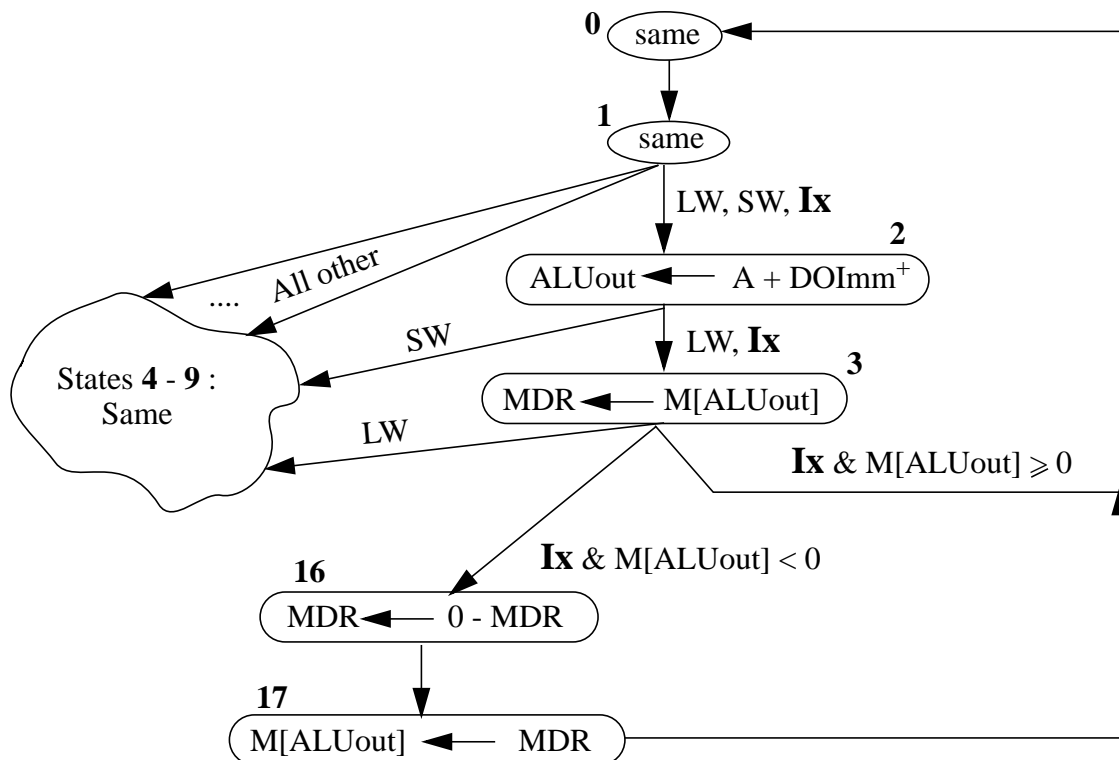 0
same
1
same
LW, SW, Ix
2
ALUout A + DOImm+
All other
....
SW
LW, Ix
3
States 4 - 9 :
Same
MDR M[ALUout]
LW
Ix & M[ALUout] ⩾ 0
Ix & M[ALUout] < 0
16
MDR 0 - MDR
17
M[ALUout] MDR